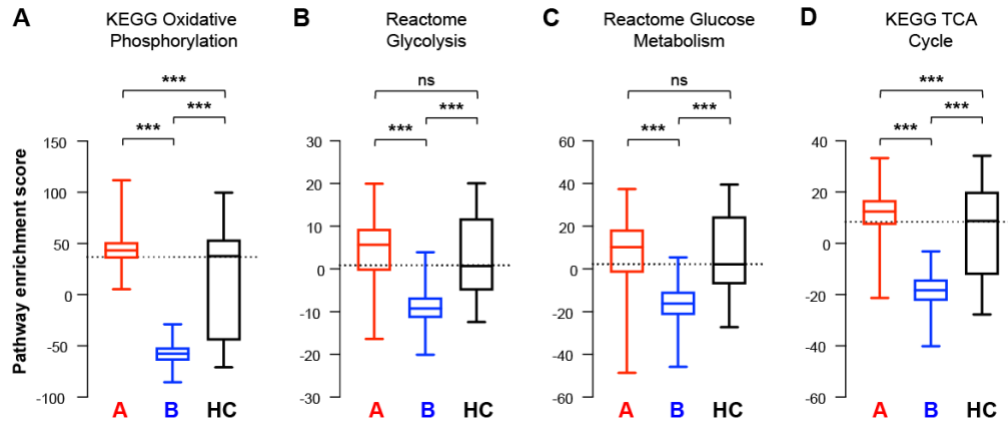 A
KEGG Oxidative
Phosphorylation
***
***
***
Pathway enrichment score
150
100
50
0
-50
-100
A B HC
B
Reactome
Glycolysis
ns
***
***
30
20
10
0
-10
-20
-30
A B HC
C
Reactome Glucose
Metabolism
ns
***
***
60
40
20
0
-20
-40
-60
A B HC
D
KEGG TCA
Cycle
***
***
***
40
20
0
-20
-40
-60
A B HC